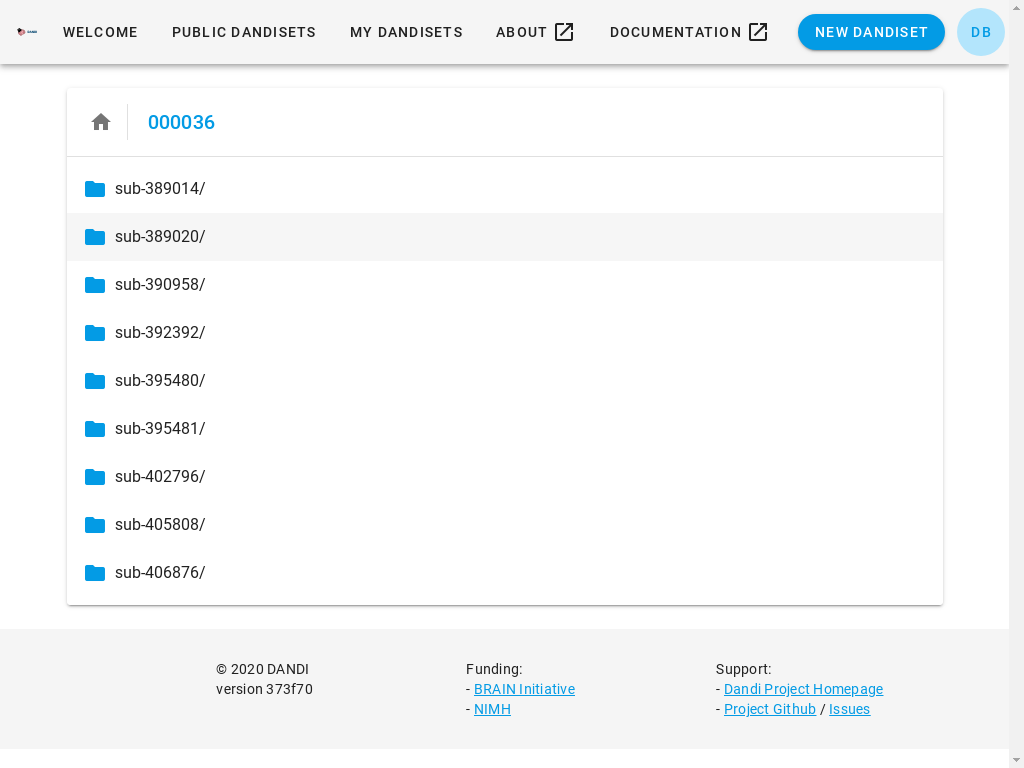 WELCOME PUBLIC DANDISETS MY DANDISETS ABOUT DOCUMENTATION NEW DANDISET DB
000036
sub-389014/
sub-389020/
sub-390958/
sub-392392/
sub-395480/
sub-395481/
sub-402796/
sub-405808/
sub-406876/
© 2020 DANDI
version 373f70
Funding:
- BRAIN Initiative
- NIMH
Support:
- Dandi Project Homepage
- Project Github / Issues